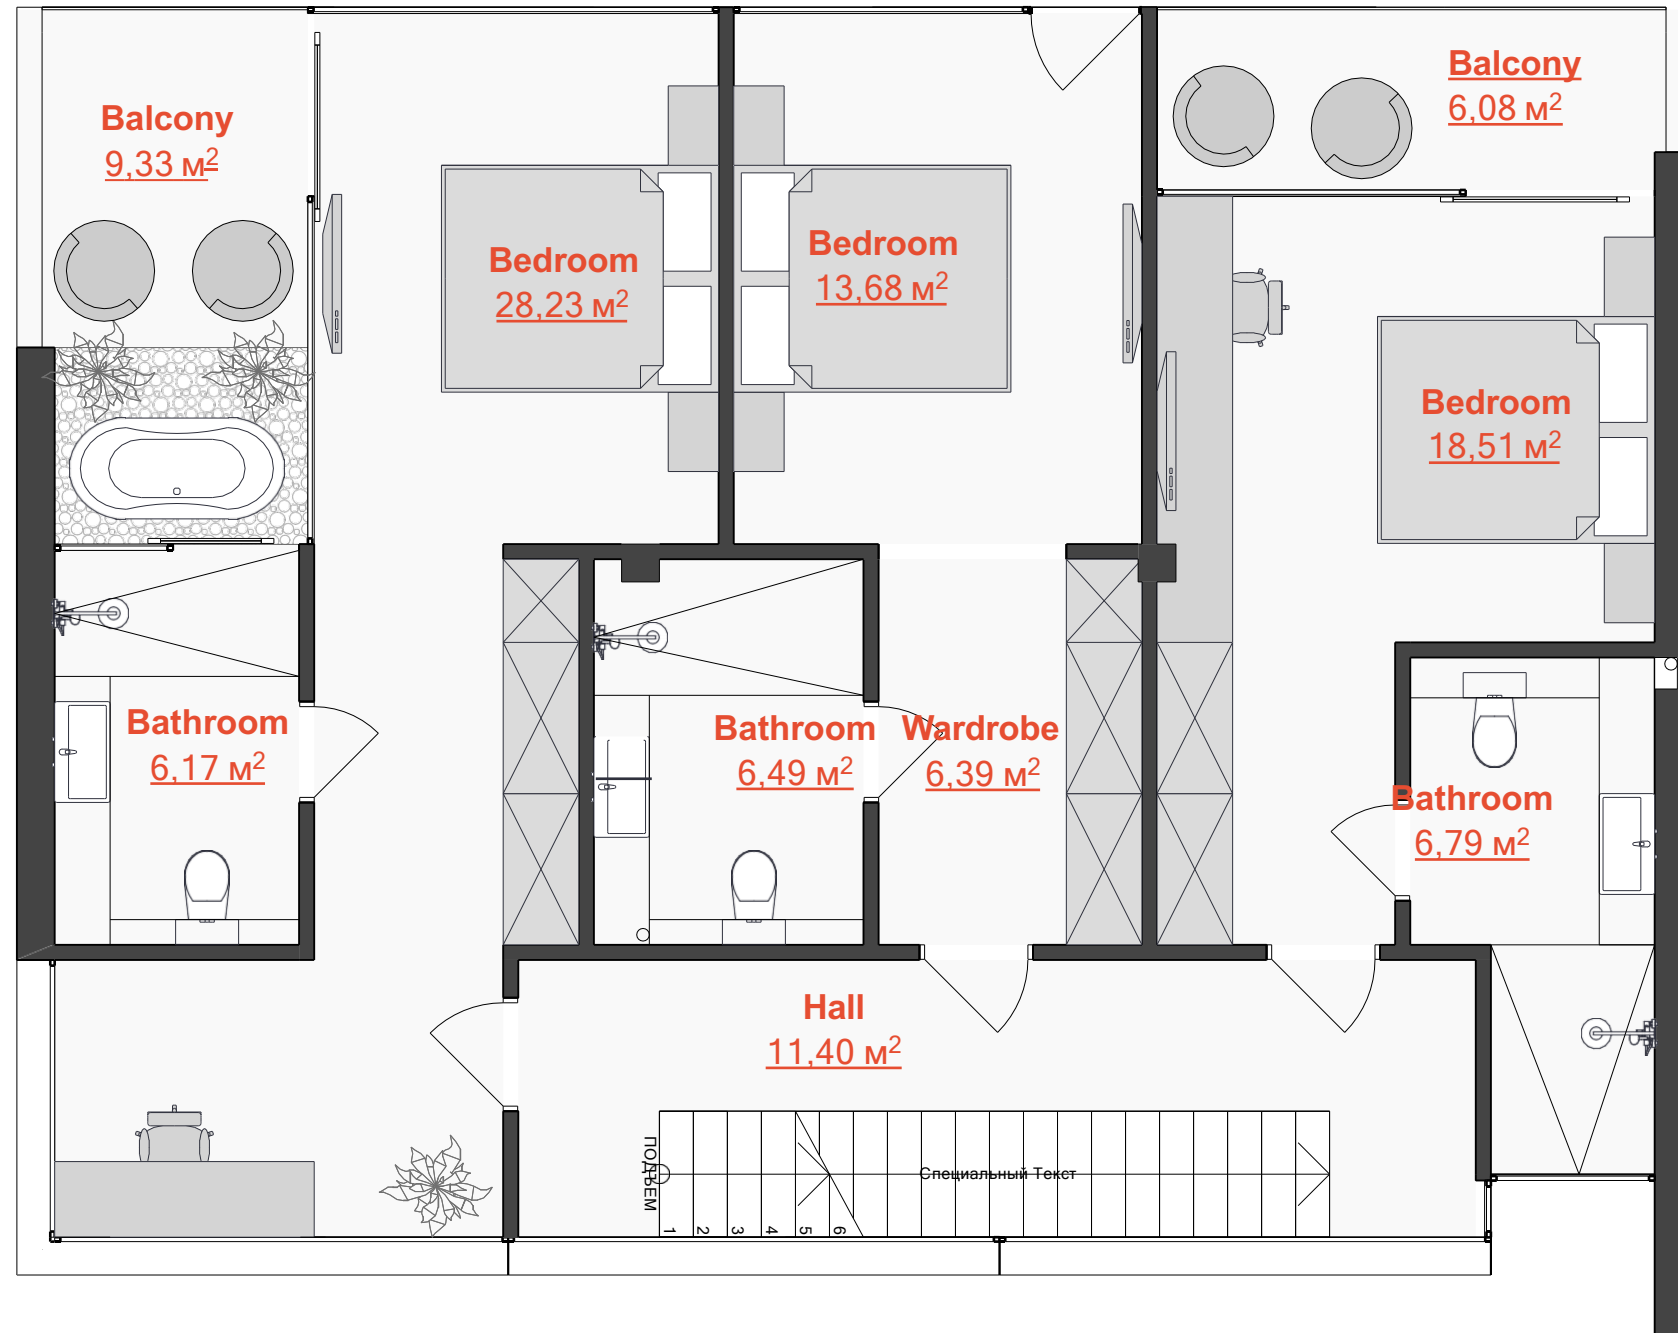 Balcony
9,33 м²
Balcony
6,08 м²
Bedroom
28,23 м²
Bedroom
13,68 м²
Bedroom
18,51 м²
Bathroom
6,17 м²
Bathroom
6,49 м²
Wardrobe
6,39 м²
Bathroom
6,79 м²
Hall
11,40 м²
ПОДЪЕМ
Специальный Текст
1 2 3 4 5 6